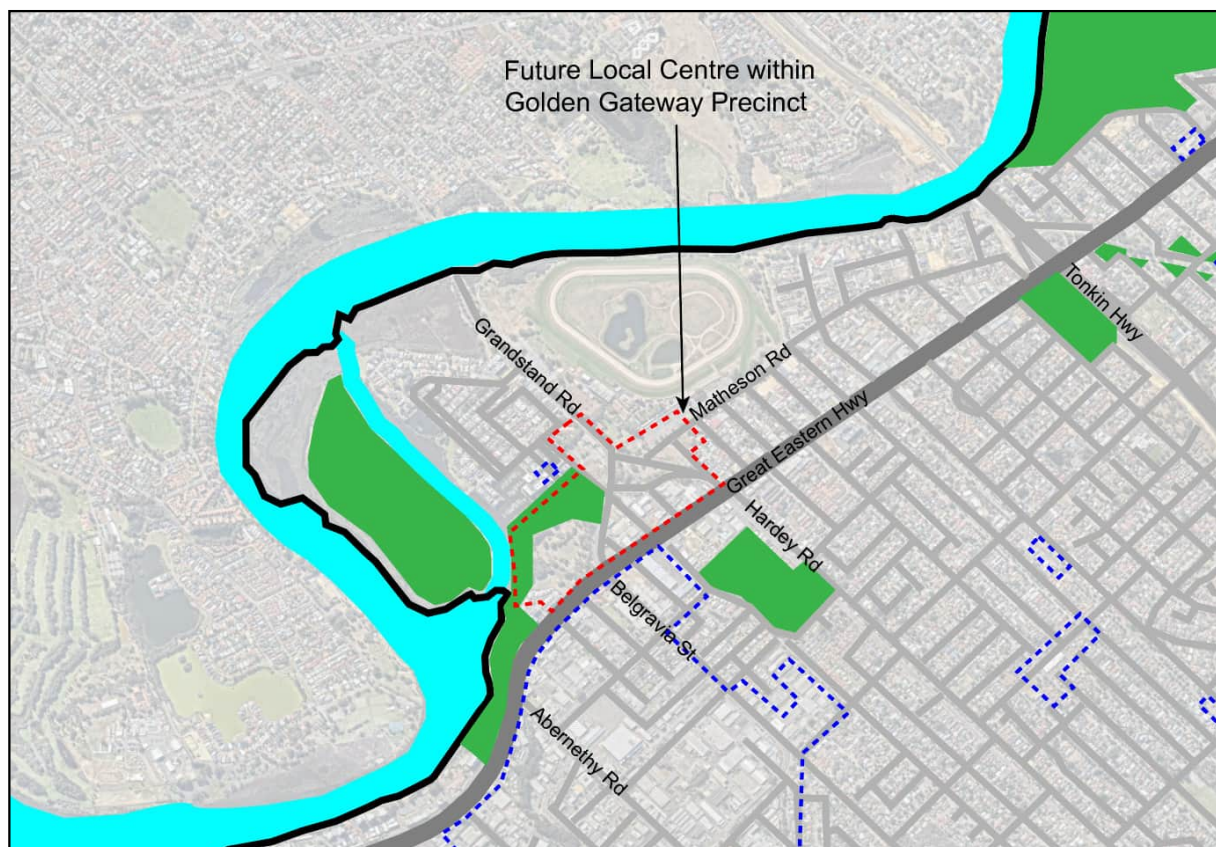 Future Local Centre within
Golden Gateway Precinct
Tonkin Hwy
Grandstand Rd
Matheson Rd
Great Eastern Hwy
Hardey Rd
Belgravia St
Abernethy Rd